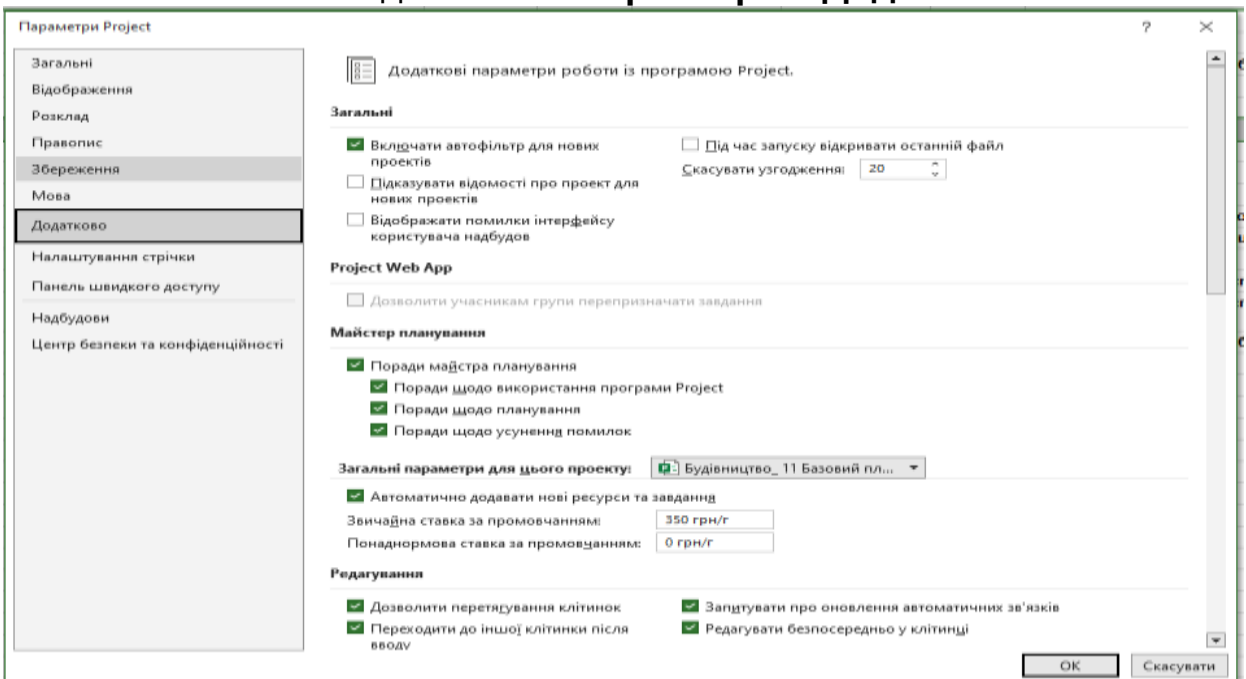 Параметри Project
?
Загальні
Відображення
Розклад
Правопис
Збереження
Мова
Додатково
Налаштування стрічки
Панель швидкого доступу
Надбудови
Центр безпеки та конфіденційності
Додаткові параметри роботи із програмою Project.
Загальні
Включати автофільтр для нових
проектів
Підказувати відомості про проект для
нових проектів
Відображати помилки інтерфейсу
користувача надбудов
Під час запуску відкривати останній файл
Скасувати узгодження: 20
Project Web App
Дозволити учасникам групи перепризначати завдання
Майстер планування
Поради майстра планування
Поради щодо використання програми Project
Поради щодо планування
Поради щодо усунення помилок
Загальні параметри для цього проекту: Будівництво_ 11 Базовий пл...
Автоматично додавати нові ресурси та завдання
Звичайна ставка за промовчанням: 350 грн/г
Понаднормова ставка за промовчанням: 0 грн/г
Редагування
Дозволити перетягування клітинок
Переходити до іншої клітинки після
вводу
Запитувати про оновлення автоматичних зв'язків
Редагувати безпосередньо у клітинці
ОК
Скасувати